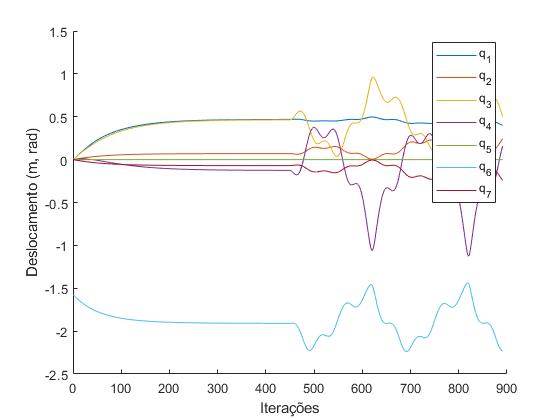 1.5
1
0.5
0
-0.5
-1
-1.5
-2
-2.5
Deslocamento (m, rad)
q1
q2
q3
q4
q5
q6
q7
0 100 200 300 400 500 600 700 800 900
Iterações